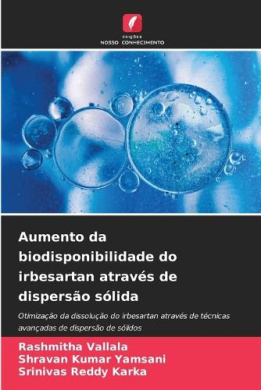 edições
NOSSO CONHECIMENTO
Aumento da
biodisponibilidade do
irbesartan através de
dispersão sólida
Otimização da dissolução do irbesartan através de técnicas
avançadas de dispersão de sólidos
Rashmitha Vallala
Shravan Kumar Yamsani
Srinivas Reddy Karka